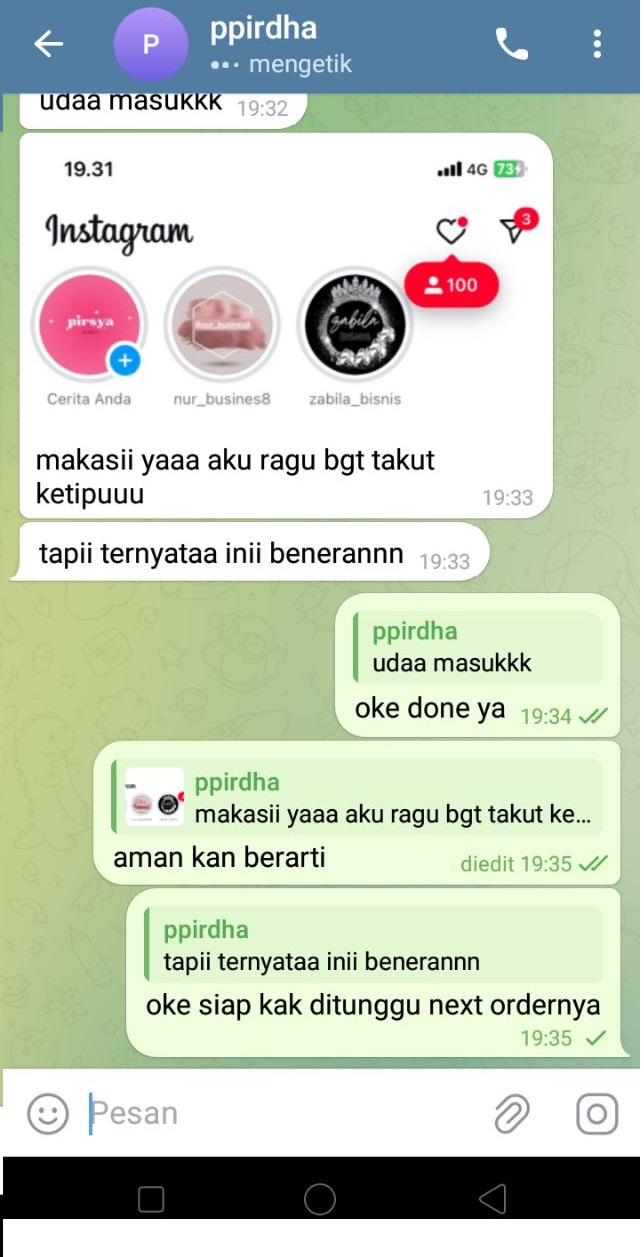 ppirdha
P
mengetik
udaa masukkk 19:32
19.31
4G 73
Instagram
3
100
pirsya
zabila
Cerita Anda nur_busines8 zabila_bisnis
makasii yaaa aku ragu bgt takut
ketipuuu 19:33
tapii ternyataa inii benerannn 19:33
ppirdha
udaa masukkk
oke done ya 19:34
ppirdha
makasii yaaa aku ragu bgt takut ke...
aman kan berarti diedit 19:35
ppirdha
tapii ternyataa inii benerannn
oke siap kak ditunggu next ordernya
19:35
Pesan